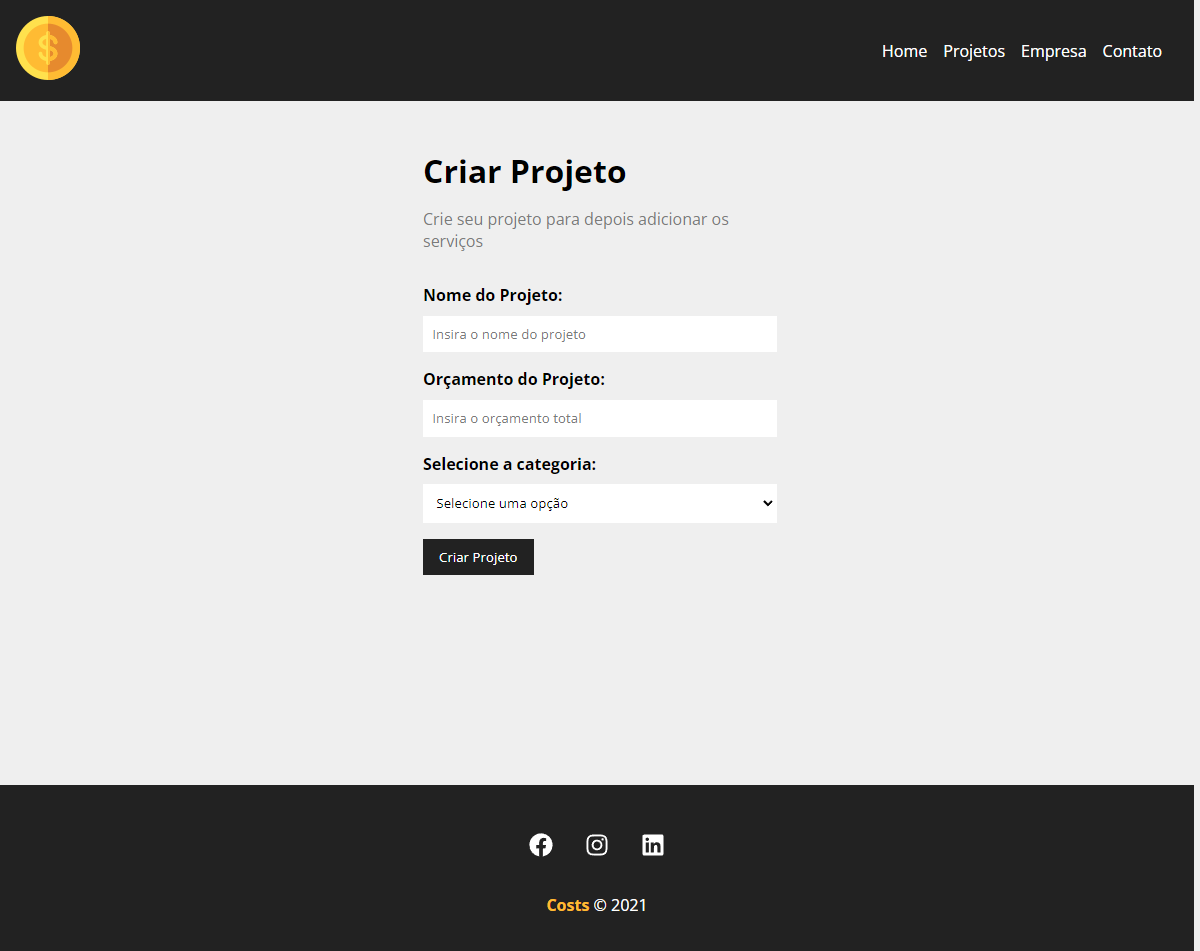 $
Home Projetos Empresa Contato
Criar Projeto
Crie seu projeto para depois adicionar os
serviços
Nome do Projeto:
Insira o nome do projeto
Orçamento do Projeto:
Insira o orçamento total
Selecione a categoria:
Selecione uma opção
Criar Projeto
Costs © 2021